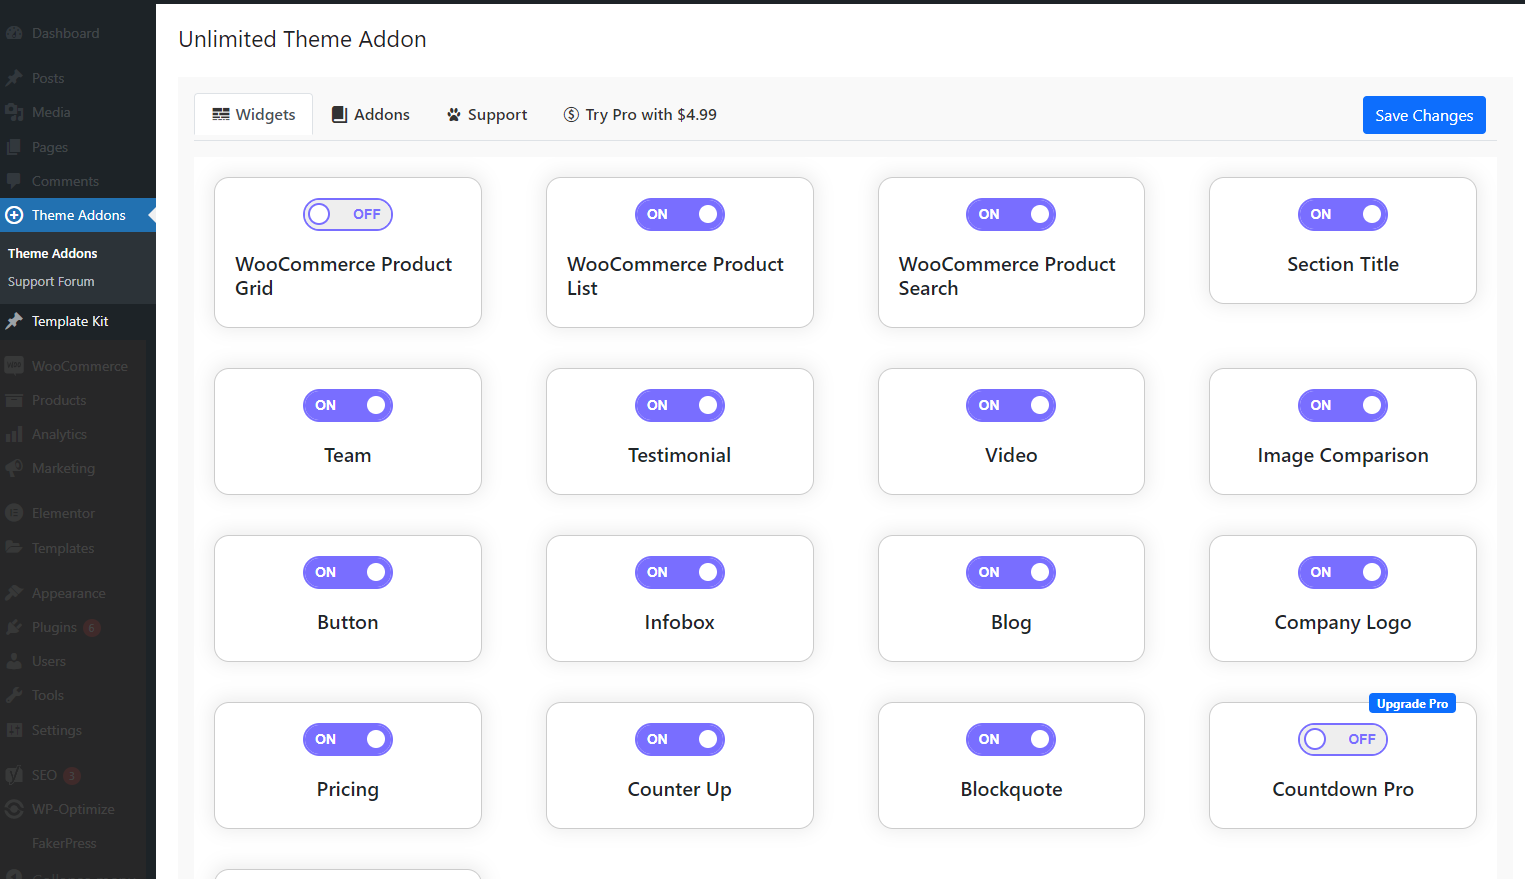 Dashboard
Posts
Media
Pages
Comments
Theme Addons
Theme Addons
Support Forum
Template Kit
WooCommerce
Products
Analytics
Marketing
Elementor
Templates
Appearance
Plugins 6
Users
Tools
Settings
SEO 3
WP-Optimize
FakerPress
Unlimited Theme Addon
Widgets Addons Support Try Pro with $4.99 Save Changes
OFF
WooCommerce Product
Grid
ON
WooCommerce Product
List
ON
WooCommerce Product
Search
ON
Section Title
ON
Team
ON
Testimonial
ON
Video
ON
Image Comparison
ON
Button
ON
Infobox
ON
Blog
ON
Company Logo
ON
Pricing
ON
Counter Up
ON
Blockquote
Upgrade Pro
OFF
Countdown Pro